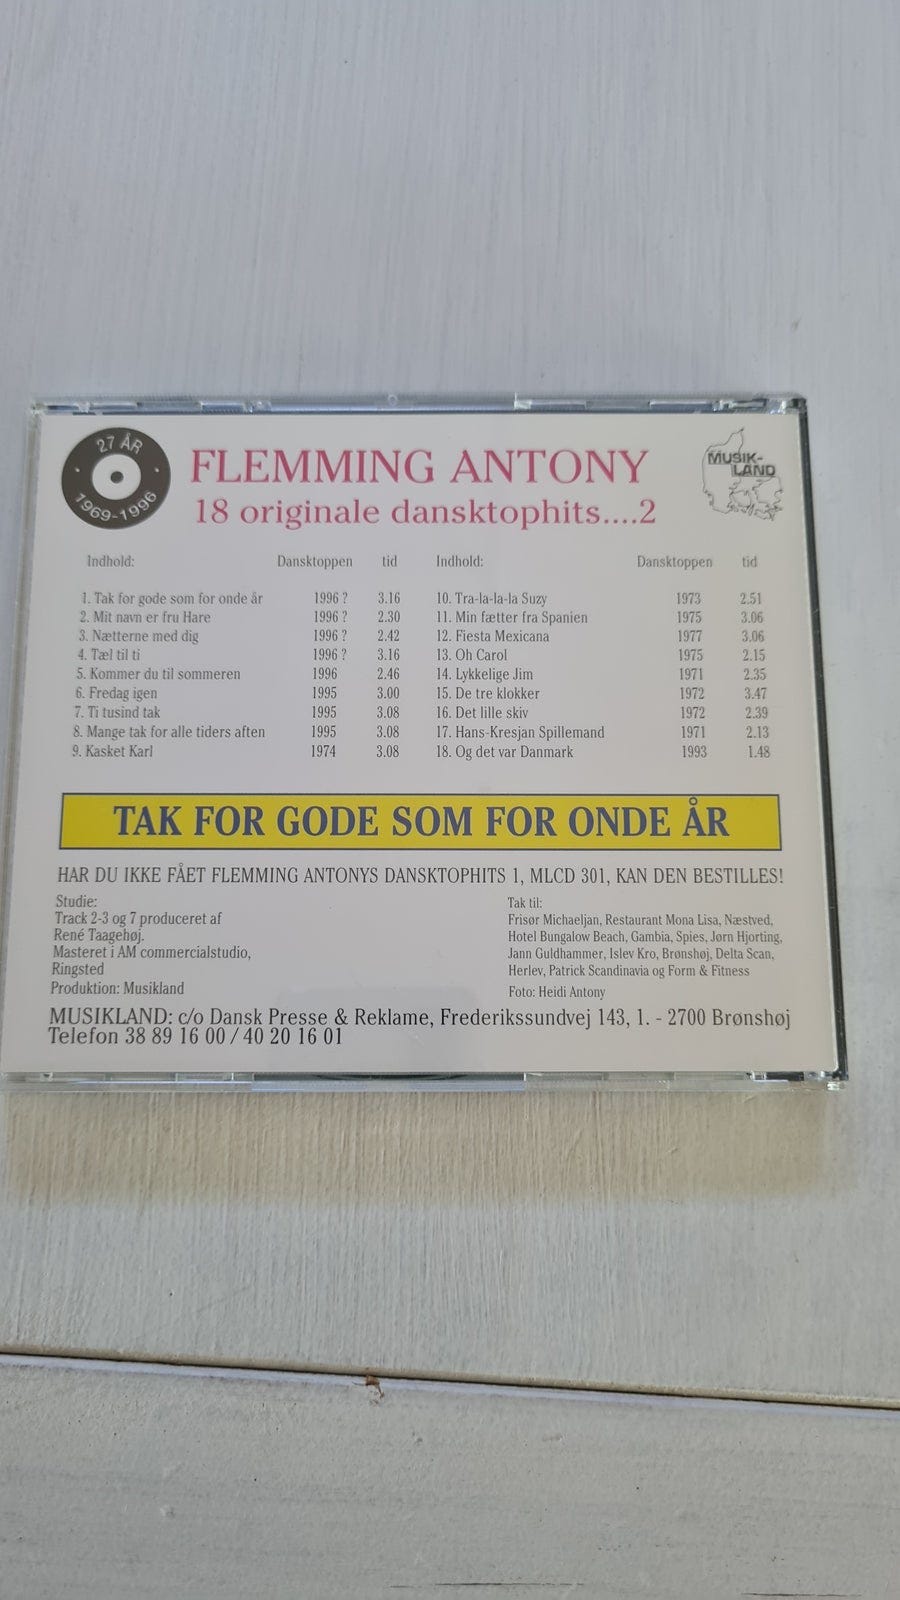 27 ÅR
1969-1996
FLEMMING ANTONY
18 originale dansktophits....2
MUSIK-
LAND
Indhold: Dansktoppen tid
1. Tak for gode som for onde år 1996 ? 3.16
2. Mit navn er fru Hare 1996 ? 2.30
3. Nætterne med dig 1996 ? 2.42
4. Tæl til ti 1996 ? 3.16
5. Kommer du til sommeren 1996 2.46
6. Fredag igen 1995 3.00
7. Ti tusind tak 1995 3.08
8. Mange tak for alle tiders aften 1995 3.08
9. Kasket Karl 1974 3.08
Indhold: Dansktoppen tid
10. Tra-la-la-la Suzy 1973 2.51
11. Min fætter fra Spanien 1975 3.06
12. Fiesta Mexicana 1977 3.06
13. Oh Carol 1975 2.15
14. Lykkelige Jim 1971 2.35
15. De tre klokker 1972 3.47
16. Det lille skiv 1972 2.39
17. Hans-Kresjan Spillemand 1971 2.13
18. Og det var Danmark 1993 1.48
TAK FOR GODE SOM FOR ONDE ÅR
HAR DU IKKE FÅET FLEMMING ANTONYS DANSKTOPHITS 1, MLCD 301, KAN DEN BESTILLES!
Studie:
Track 2-3 og 7 produceret af
René Taagehøj.
Masteret i AM commercialstudio,
Ringsted
Produktion: Musikland
Tak til:
Frisør Michaeljan, Restaurant Mona Lisa, Næstved,
Hotel Bungalow Beach, Gambia, Spies, Jørn Hjorting,
Jann Guldhammer, Islev Kro, Brønshøj, Delta Scan,
Herlev, Patrick Scandinavia og Form & Fitness
Foto: Heidi Antony
MUSIKLAND: c/o Dansk Presse & Reklame, Frederikssundvej 143, 1. - 2700 Brønshøj
Telefon 38 89 16 00 / 40 20 16 01